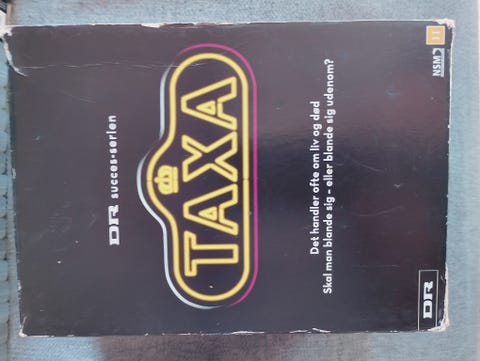 DR succes-serien
TAXA
Det handler ofte om liv og død
Skal man blande sig - eller blande sig udenom?
DR
NSM
11